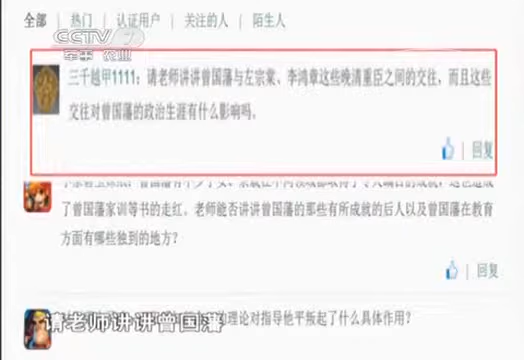 全部 | 热门 | 认证用户 | 关注的人 | 陌生人
CCTV 7
军事 农业
三千越甲1111：请老师讲讲曾国藩与左宗棠、李鸿章这些晚清重臣之间的交往，而且这些
交往对曾国藩的政治生涯有什么影响吗。
回复
了曾国藩家训等书的走红。老师能否讲讲曾国藩的那些有所成就的后人以及曾国藩在教育
方面有哪些独到的地方？
回复
的理论对指导他平叛起了什么具体作用？
请老师讲讲曾国藩